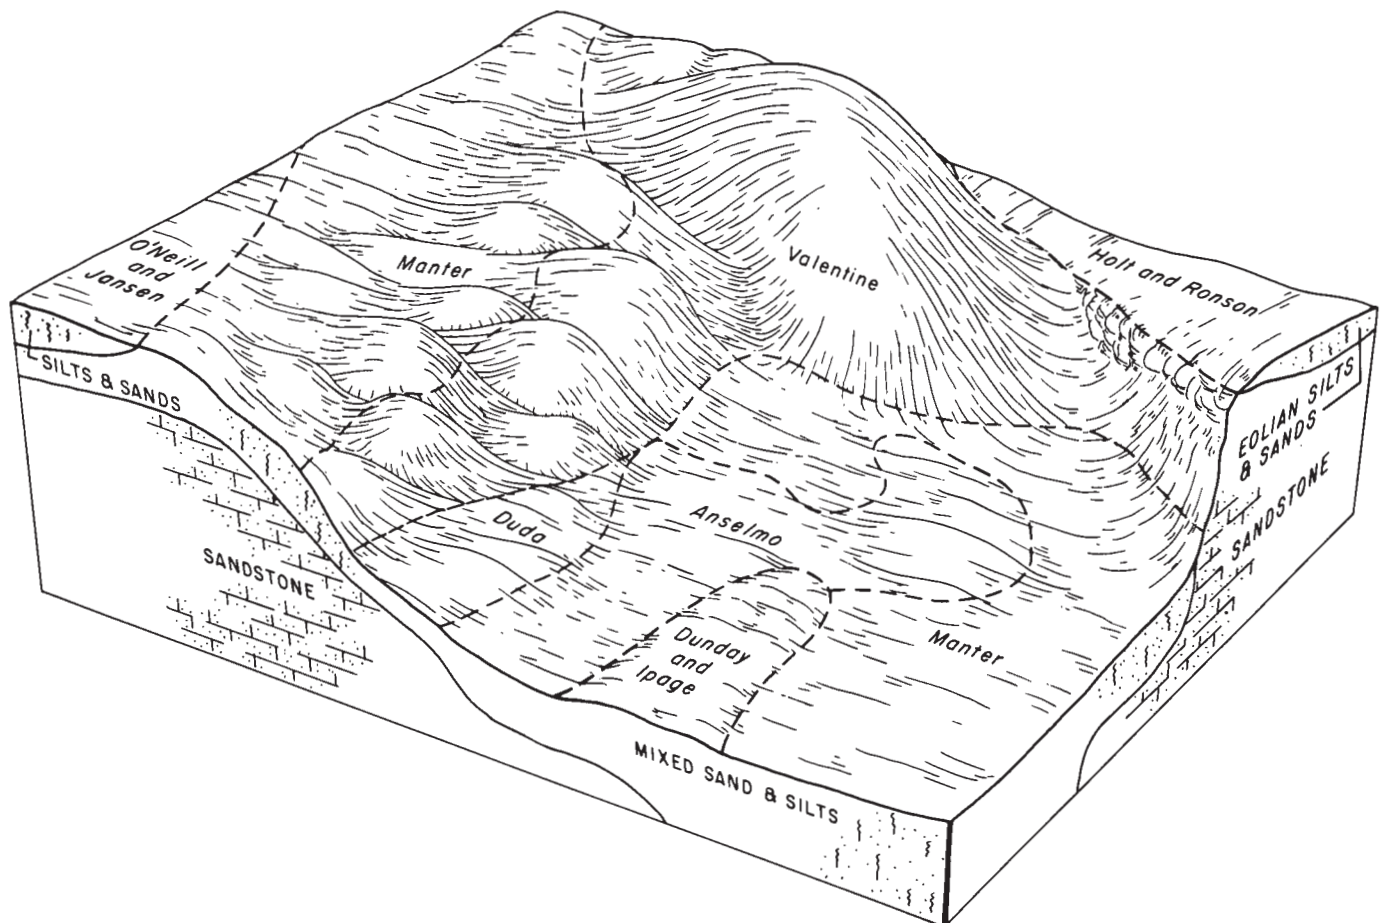 O'Neill
and
Jansen
Manter
Valentine
Holt and Ronson
SILTS & SANDS
EOLIAN SILTS
& SANDS
SANDSTONE
Duda
Anselmo
SANDSTONE
Dunday
and
Ipage
Manter
MIXED SAND & SILTS